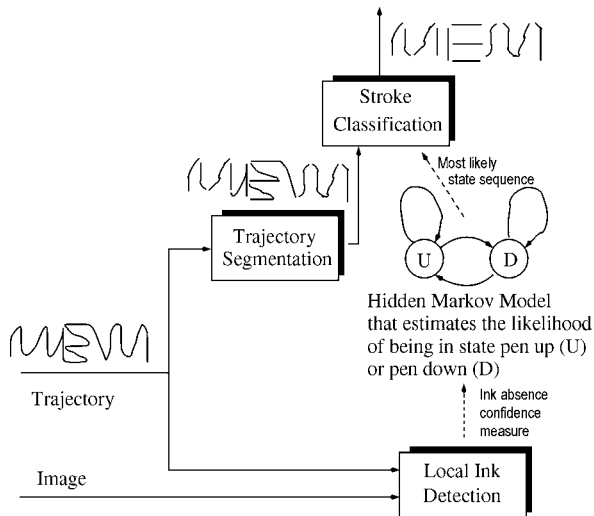 Stroke
Classification
Most likely
state sequence
Trajectory
Segmentation
U
D
Hidden Markov Model
that estimates the likelihood
of being in state pen up (U)
or pen down (D)
Trajectory
Ink absence
confidence
measure
Image
Local Ink
Detection